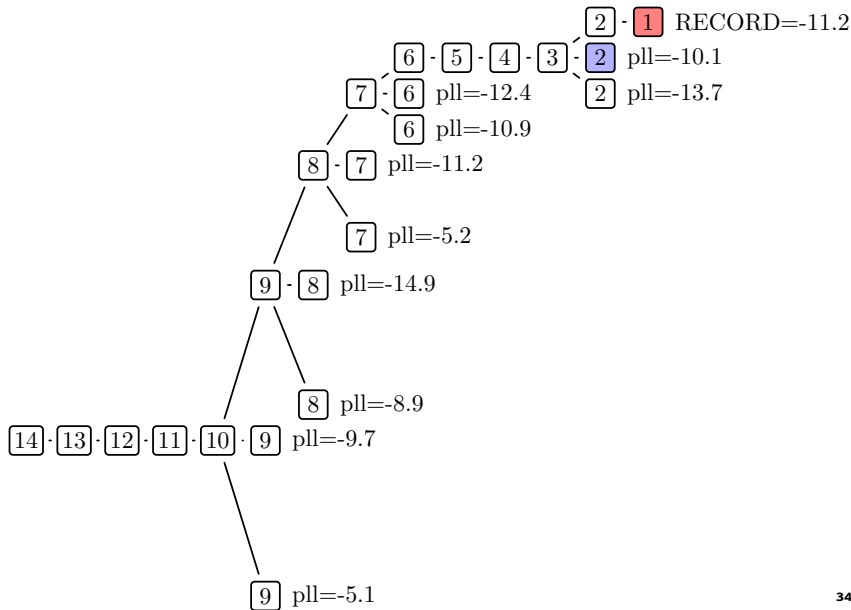 2 1 RECORD=-11.2
6 5 4 3 2 pll=-10.1
7 6 pll=-12.4 2 pll=-13.7
6 pll=-10.9
8 7 pll=-11.2
7 pll=-5.2
9 8 pll=-14.9
8 pll=-8.9
14 13 12 11 10 9 pll=-9.7
9 pll=-5.1
34